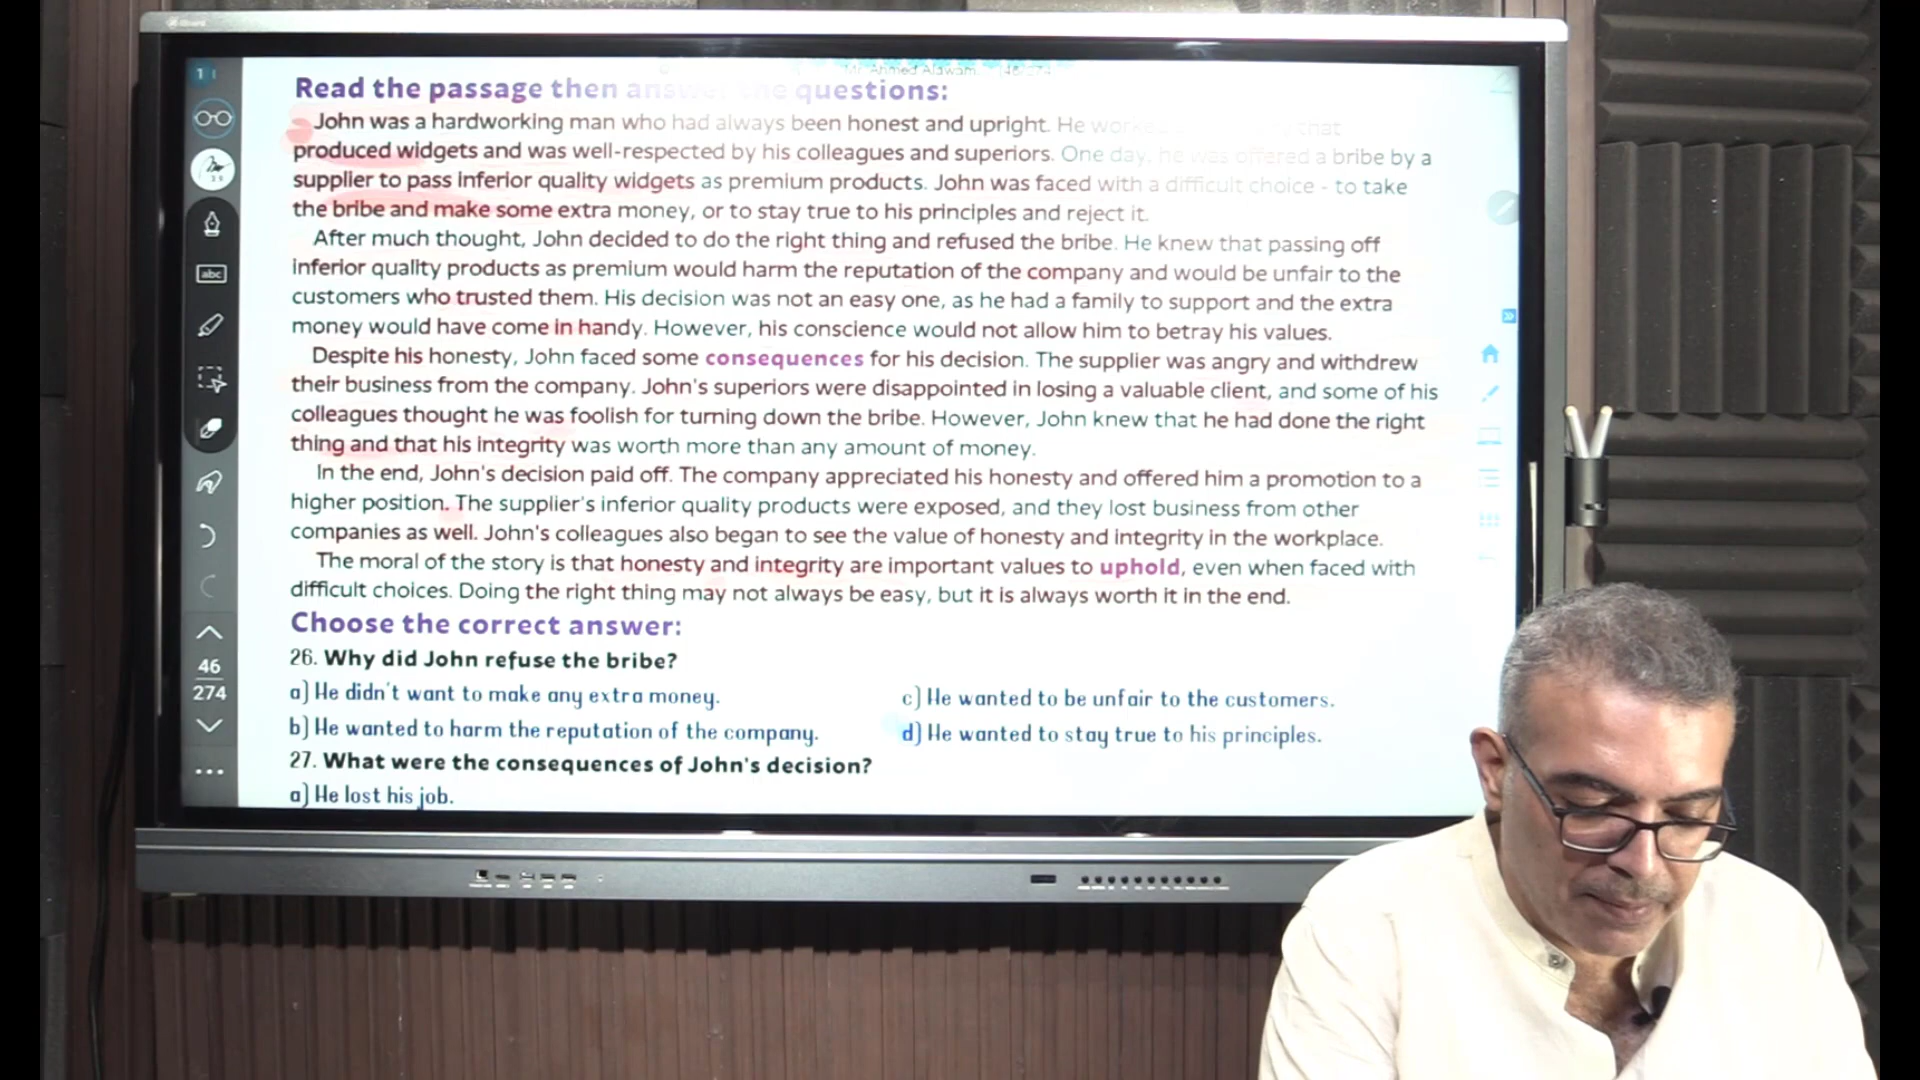 Read the passage then answer the questions:
John was a hardworking man who had always been honest and upright. He that
produced widgets and was well-respected by his colleagues and superiors. One day, he was offered a bribe by a
supplier to pass inferior quality widgets as premium products. John was faced with a difficult choice - to take
the bribe and make some extra money, or to stay true to his principles and reject it.
After much thought, John decided to do the right thing and refused the bribe. He knew that passing off
inferior quality products as premium would harm the reputation of the company and would be unfair to the
customers who trusted them. His decision was not an easy one, as he had a family to support and the extra
money would have come in handy. However, his conscience would not allow him to betray his values.
Despite his honesty, John faced some consequences for his decision. The supplier was angry and withdrew
their business from the company. John's superiors were disappointed in losing a valuable client, and some of his
colleagues thought he was foolish for turning down the bribe. However, John knew that he had done the right
thing and that his integrity was worth more than any amount of money.
In the end, John's decision paid off. The company appreciated his honesty and offered him a promotion to a
higher position. The supplier's inferior quality products were exposed, and they lost business from other
companies as well. John's colleagues also began to see the value of honesty and integrity in the workplace.
The moral of the story is that honesty and integrity are important values to uphold, even when faced with
difficult choices. Doing the right thing may not always be easy, but it is always worth it in the end.
Choose the correct answer:
26. Why did John refuse the bribe?
a) He didn't want to make any extra money.
c) He wanted to be unfair to the customers.
b) He wanted to harm the reputation of the company.
d) He wanted to stay true to his principles.
27. What were the consequences of John's decision?
a) He lost his job.
abc
46
274